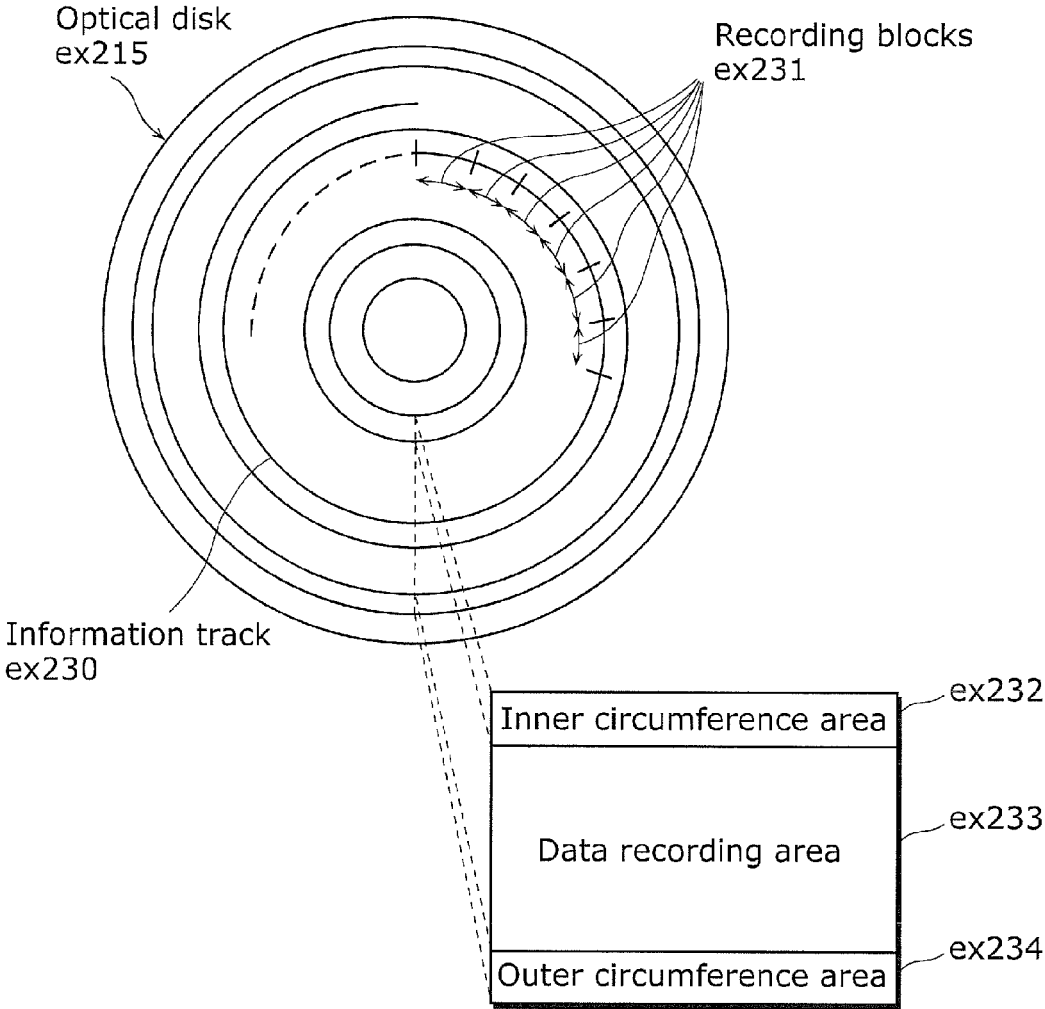 Optical disk
ex215
Recording blocks
ex231
Information track
ex230
ex232
Inner circumference area
ex233
Data recording area
ex234
Outer circumference area